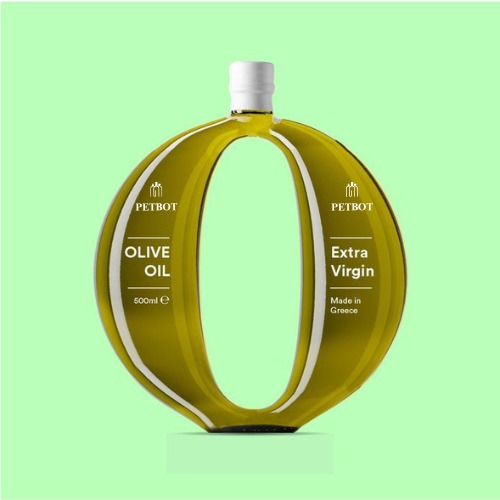 PETBOT
OLIVE
OIL
500ml ℮
PETBOT
Extra
Virgin
Made in
Greece